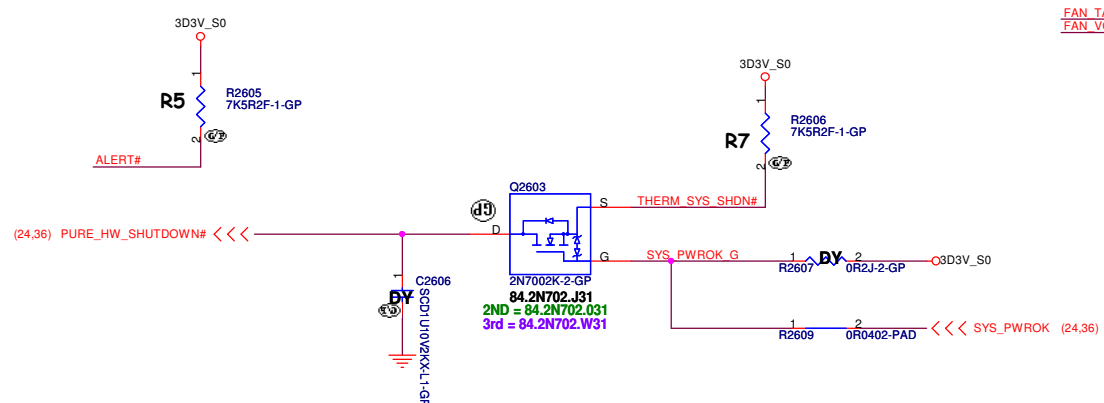 FAN_TA
FAN_V
3D3V_S0
1
R5
R2605
7K5R2F-1-GP
2
G/P
ALERT#
3D3V_S0
1
R7
R2606
7K5R2F-1-GP
2
G/P
Q2603
GP
D
S
THERM_SYS_SHDN#
(24,36) PURE_HW_SHUTDOWN#
G
SYS_PWROK_G
1
DY
2
3D3V_S0
R2607
0R2J-2-GP
2N7002K-2-GP
84.2N702.J31
2ND = 84.2N702.031
3rd = 84.2N702.W31
1
C2606
DY
SCD1U10V2KX-L1-GP
1
2
SYS_PWROK (24,36)
R2609
0R0402-PAD